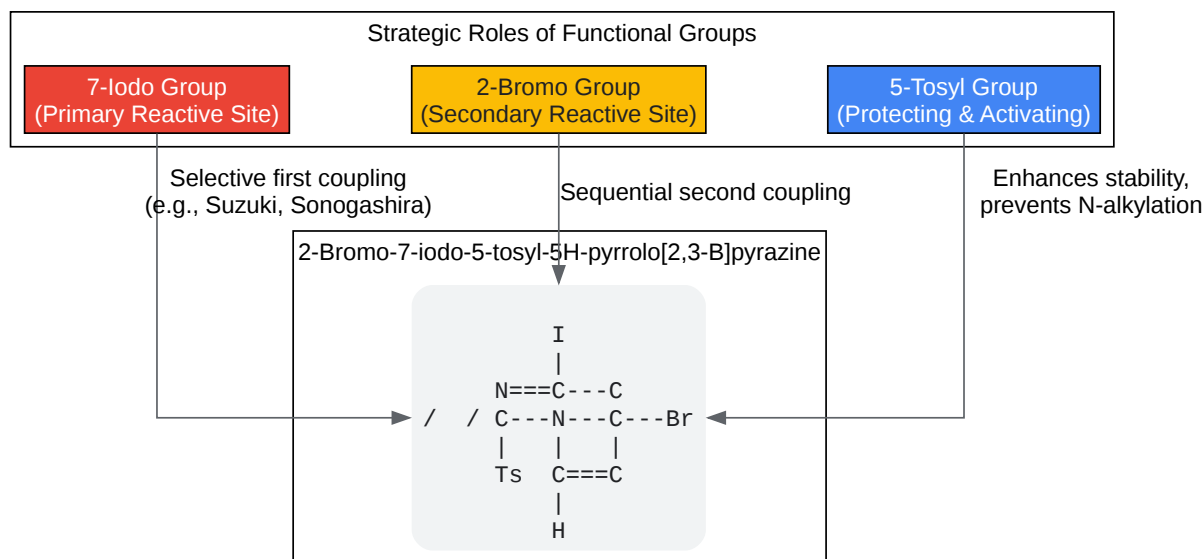 Strategic Roles of Functional Groups
7-Iodo Group
(Primary Reactive Site)
2-Bromo Group
(Secondary Reactive Site)
5-Tosyl Group
(Protecting & Activating)
Selective first coupling
(e.g., Suzuki, Sonogashira)
Sequential second coupling
Enhances stability,
prevents N-alkylation
2-Bromo-7-iodo-5-tosyl-5H-pyrrolo[2,3-B]pyrazine
I
|
N===C---C
/  / C---N---C---Br
|   |   |
Ts  C===C
|
H